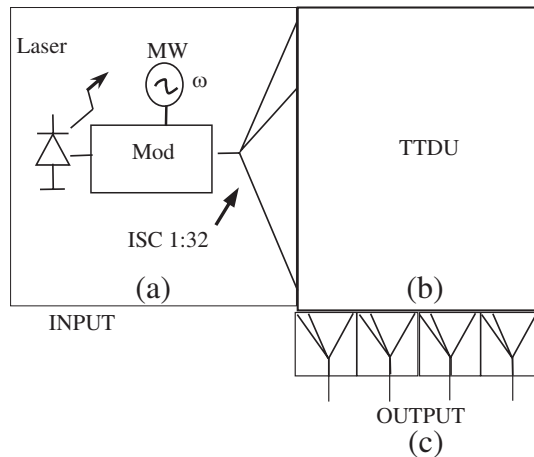 Laser
MW
ω
Mod
TTDU
ISC 1:32
(a)
(b)
INPUT
OUTPUT
(c)